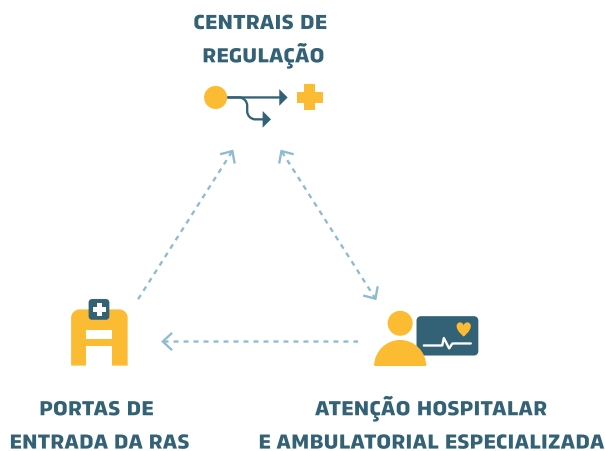 CENTRAIS DE
REGULAÇÃO
PORTAS DE
ENTRADA DA RAS
ATENÇÃO HOSPITALAR
E AMBULATORIAL ESPECIALIZADA